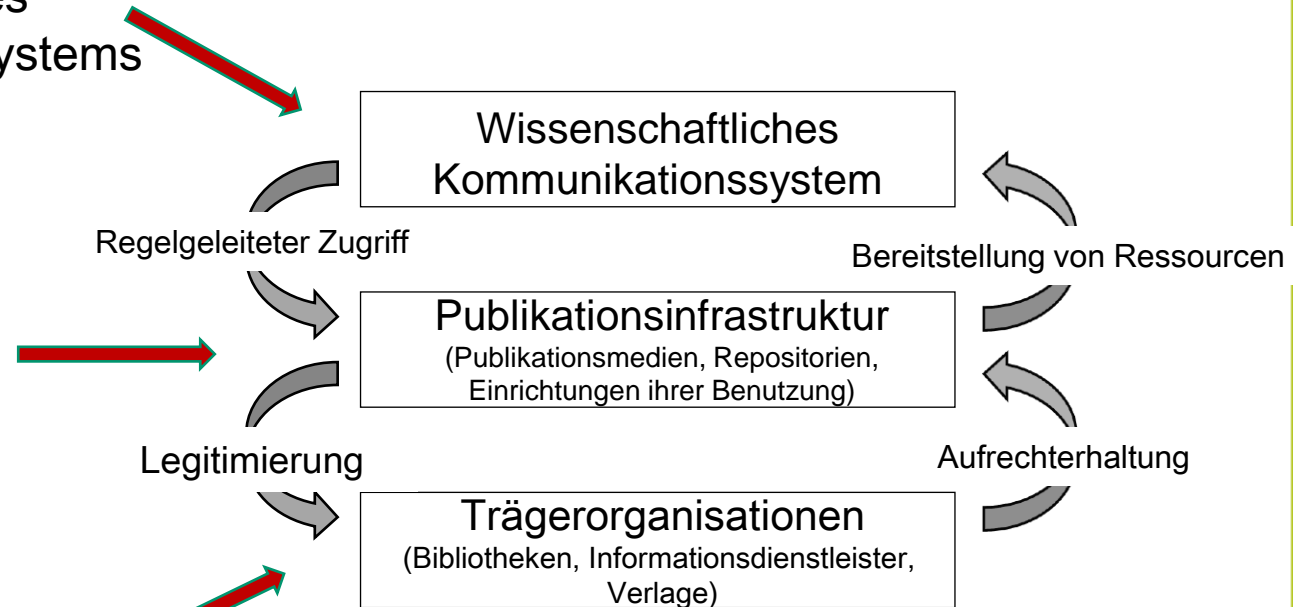 es
ystems
Wissenschaftliches
Kommunikationssystem
Regelgeleiteter Zugriff
Bereitstellung von Ressourcen
Publikationsinfrastruktur
(Publikationsmedien, Repositorien,
Einrichtungen ihrer Benutzung)
Legitimierung
Aufrechterhaltung
Trägerorganisationen
(Bibliotheken, Informationsdienstleister,
Verlage)